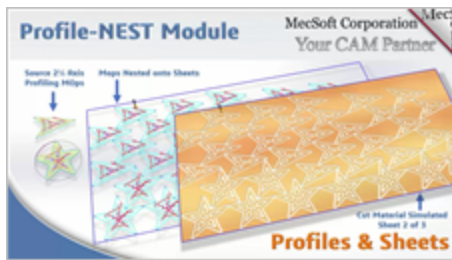 Profile-NEST Module
MecSoft Corporation
Your CAM Partner
Source 2½ Axis
Profiling MOps
Mops Nested onto Sheets
Cut Material Simulated
Sheet 2 of 3
Profiles & Sheets